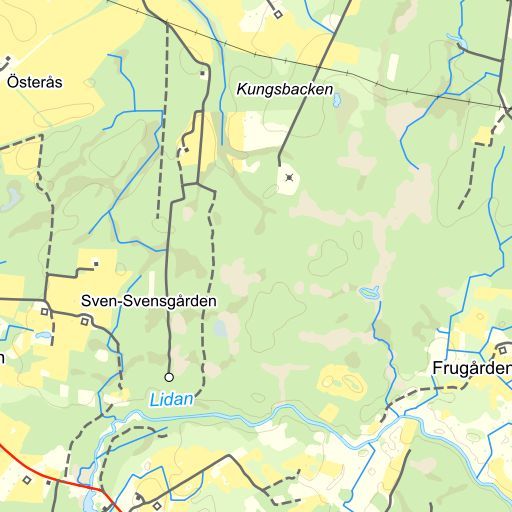 Österås
Kungsbacken
Sven-Svensgården
n
Frugården
Lidan